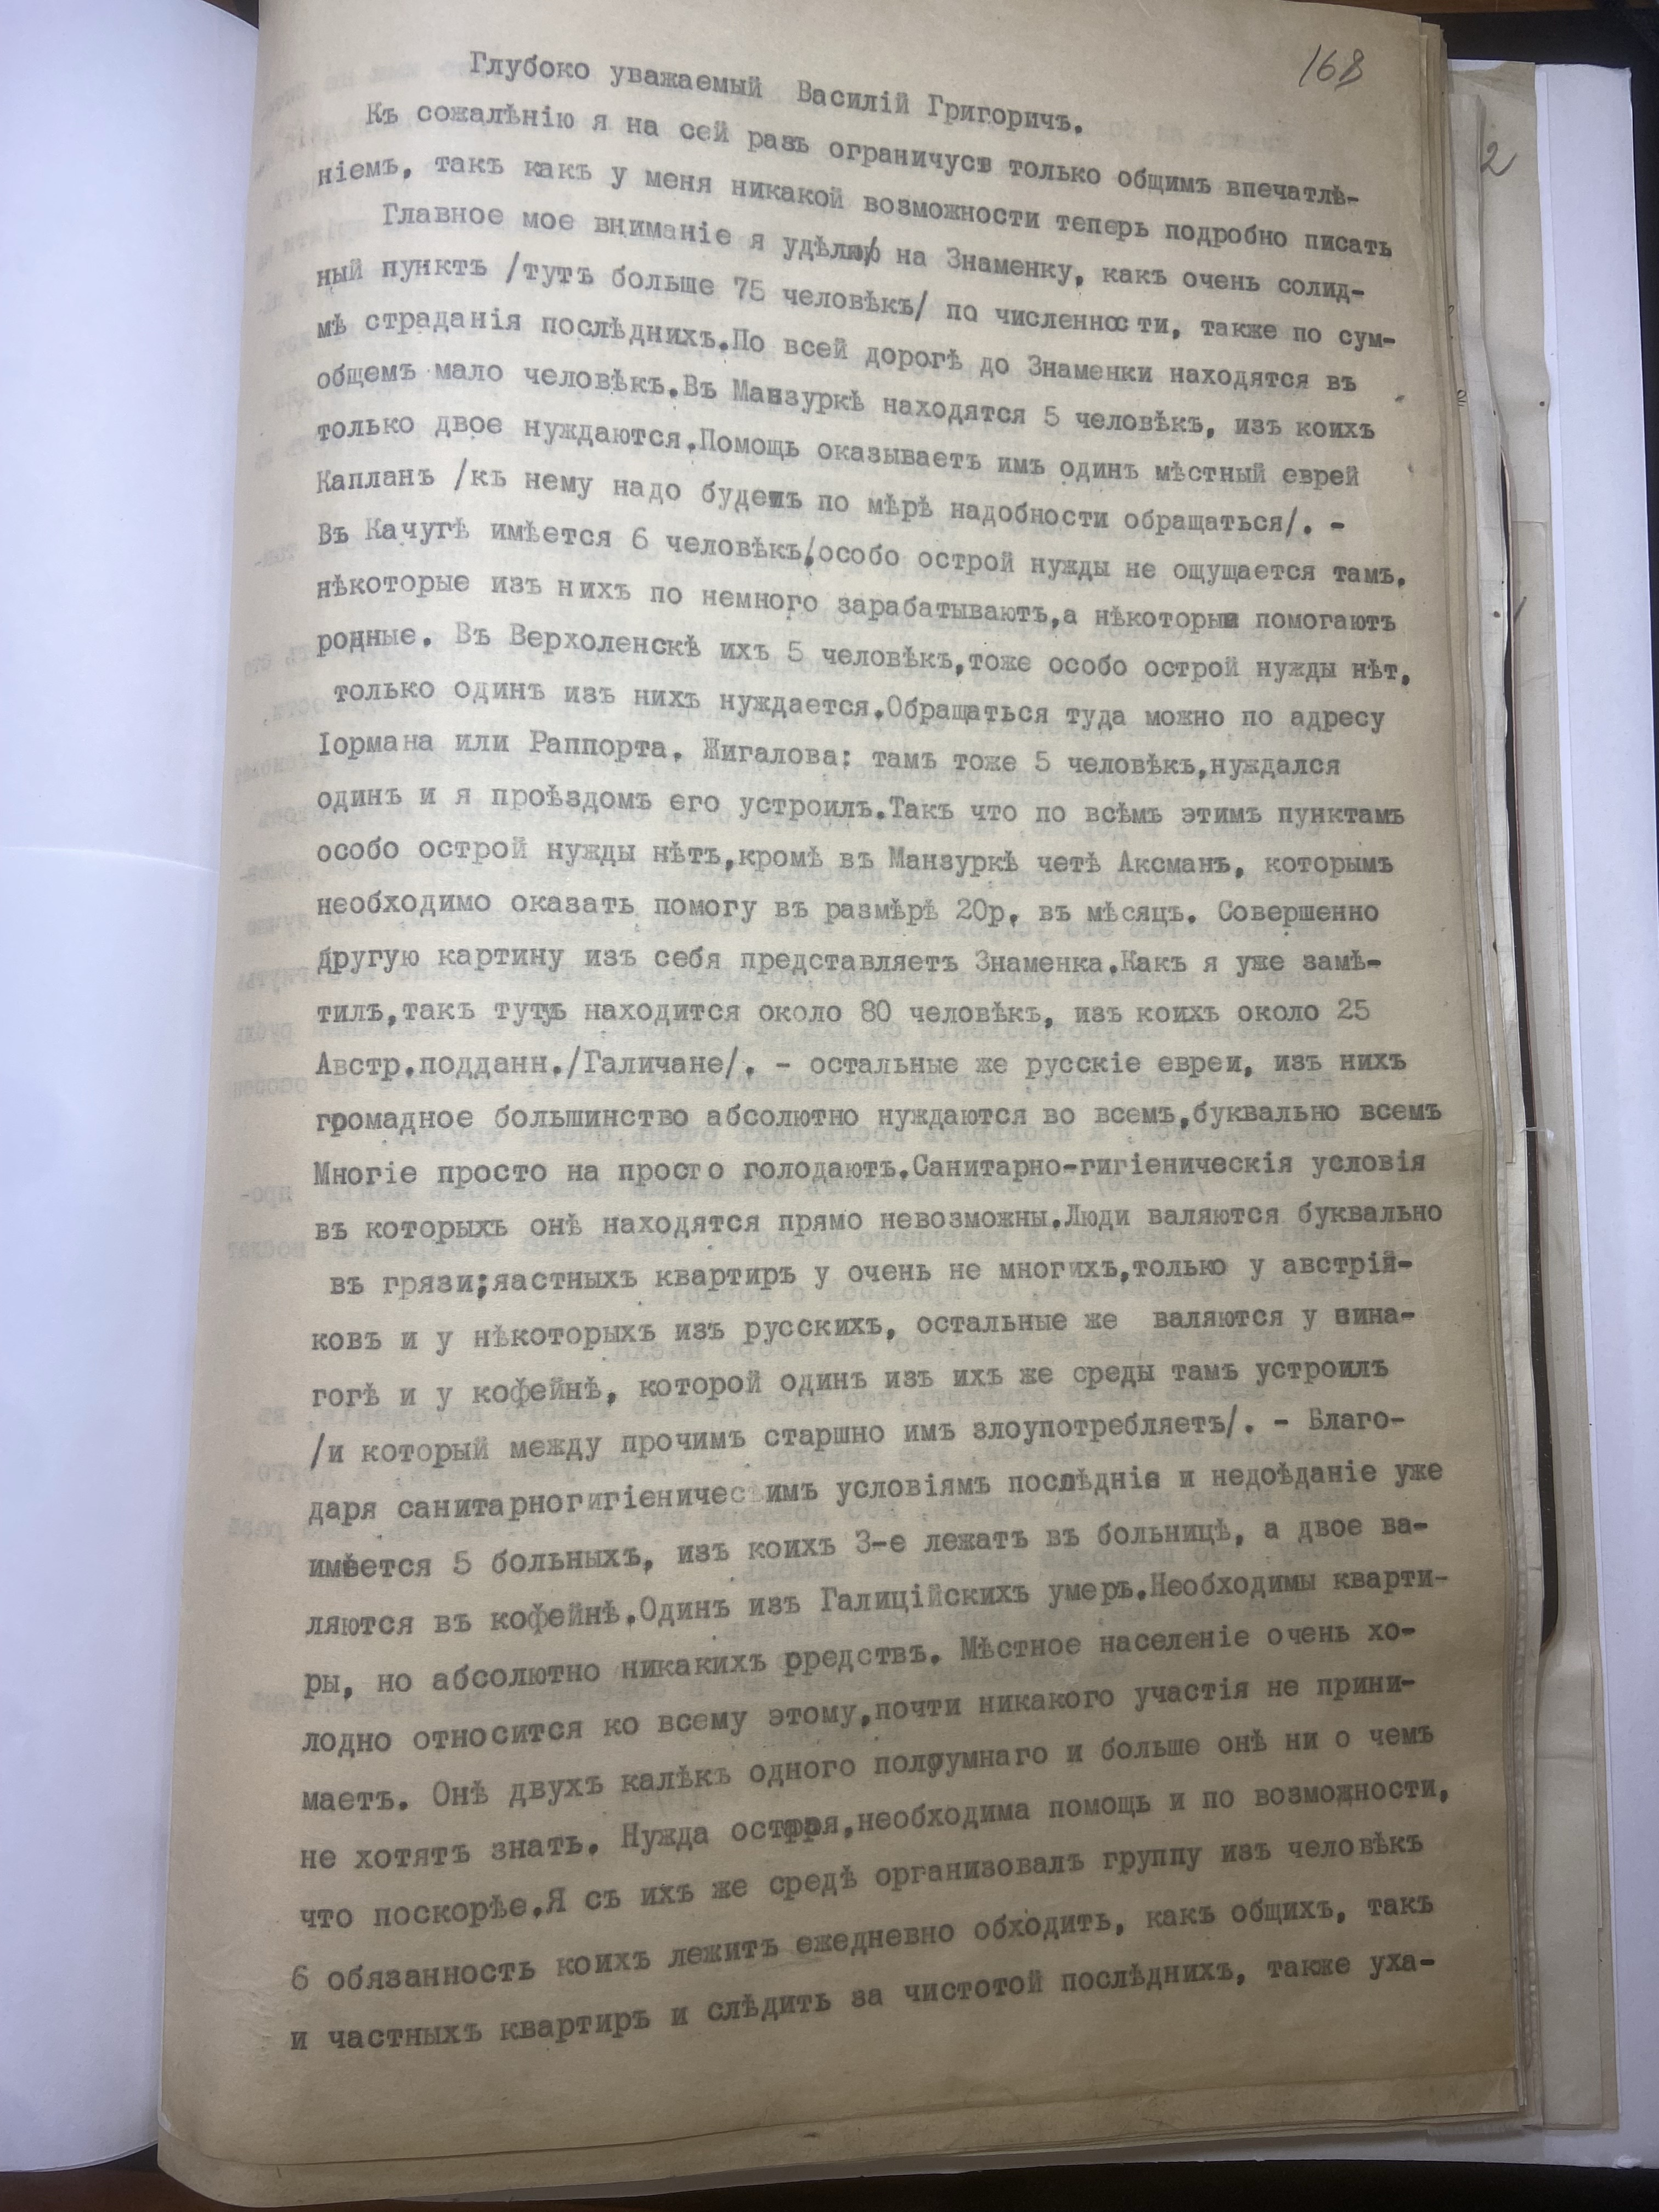 168
Глубоко уважаемый Василій Григоричъ.
Къ сожалѣнію я на сей разъ ограничусь только общимъ впечатлѣ-
ніемъ, такъ какъ у меня никакой возможности теперь подробно писать
Главное мое вниманіе я удѣлю на Знаменку, какъ очень солид-
ный пунктъ /тутъ больше 75 человѣкъ/ по численности, также по сум-
мѣ страданія послѣднихъ.По всей дорогѣ до Знаменки находятся въ
общемъ мало человѣкъ.Въ Манзуркѣ находятся 5 человѣкъ, изъ коихъ
только двое нуждаются.Помощь оказываетъ имъ одинъ мѣстный еврей
Капланъ /къ нему надо будетъ по мѣрѣ надобности обращаться/. -
Въ Качугѣ имѣется 6 человѣкъ,особо острой нужды не ощущается тамъ,
нѣкоторые изъ нихъ по немного зарабатываютъ,а нѣкоторые помогаютъ
родные. Въ Верхоленскѣ ихъ 5 человѣкъ,тоже особо острой нужды нѣт,
только одинъ изъ нихъ нуждается.Обращаться туда можно по адресу
Іормана или Раппорта. Жигалова: тамъ тоже 5 человѣкъ,нуждался
одинъ и я проѣздомъ его устроилъ.Такъ что по всѣмъ этимъ пунктамъ
особо острой нужды нѣтъ,кромѣ въ Манзуркѣ четѣ Аксманъ, которымъ
необходимо оказать помогу въ размѣрѣ 20р. въ мѣсяцъ. Совершенно
другую картину изъ себя представляетъ Знаменка.Какъ я уже замѣ-
тилъ,такъ тутъ находится около 80 человѣкъ, изъ коихъ около 25
Австр.подданн./Галичане/. - остальные же русскіе евреи, изъ нихъ
громадное большинство абсолютно нуждаются во всемъ,буквально всемъ
Многіе просто на просто голодаютъ.Санитарно-гигіеническія условія
въ которыхъ онѣ находятся прямо невозможны.Люди валяются буквально
въ грязи;яастныхъ квартиръ у очень не многихъ,только у австрій-
ковъ и у нѣкоторыхъ изъ русскихъ, остальные же валяются у сина-
гогѣ и у кофейнѣ, которой одинъ изъ ихъ же среды тамъ устроилъ
/и который между прочимъ старшно имъ злоупотребляетъ/. - Благо-
даря санитарногигіеническимъ условіямъ послѣдніе и недоѣданіе уже
имѣется 5 больныхъ, изъ коихъ 3-е лежатъ въ больницѣ, а двое ва-
ляются въ кофейнѣ.Одинъ изъ Галиційскихъ умеръ.Необходимы кварти-
ры, но абсолютно никакихъ средствъ. Мѣстное населеніе очень хо-
лодно относится ко всему этому,почти никакого участія не прини-
маетъ. Онѣ двухъ калѣкъ одного полоумнаго и больше онѣ ни о чемъ
не хотятъ знать. Нужда острая,необходима помощь и по возможности,
что поскорѣе.Я съ ихъ же средѣ организовалъ группу изъ человѣкъ
6 обязанность коихъ лежитъ ежедневно обходить, какъ общихъ, такъ
и частныхъ квартиръ и слѣдить за чистотой послѣднихъ, также уха-
2